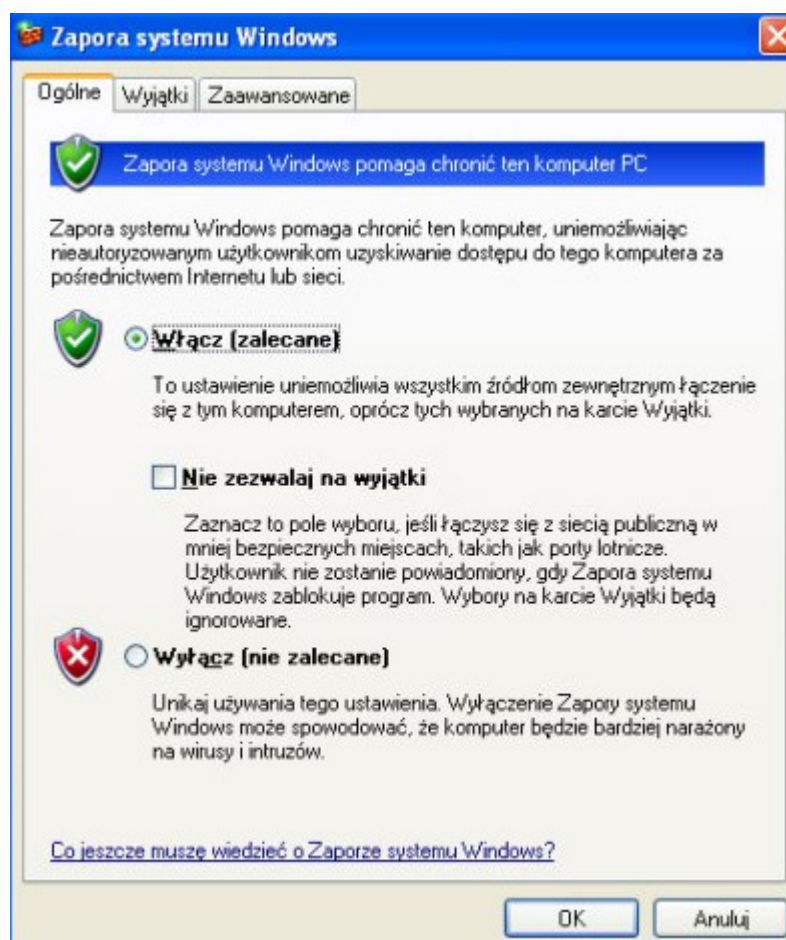 Zapora systemu Windows
Ogólne Wyjątki Zaawansowane
Zapora systemu Windows pomaga chronić ten komputer PC
Zapora systemu Windows pomaga chronić ten komputer, uniemożliwiając
nieautoryzowanym użytkownikom uzyskiwanie dostępu do tego komputera za
pośrednictwem Internetu lub sieci.
Włącz (zalecane)
To ustawienie uniemożliwia wszystkim źródłom zewnętrznym łączenie
się z tym komputerem, oprócz tych wybranych na karcie Wyjątki.
Nie zezwalaj na wyjątki
Zaznacz to pole wyboru, jeśli łączysz się z siecią publiczną w
mniej bezpiecznych miejscach, takich jak porty lotnicze.
Użytkownik nie zostanie powiadomiony, gdy Zapora systemu
Windows zablokuje program. Wybory na karcie Wyjątki będą
ignorowane.
Wyłącz (nie zalecane)
Unikaj używania tego ustawienia. Wyłączenie Zapory systemu
Windows może spowodować, że komputer będzie bardziej narażony
na wirusy i intruzów.
Co jeszcze muszę wiedzieć o Zaporze systemu Windows?
OK Anuluj